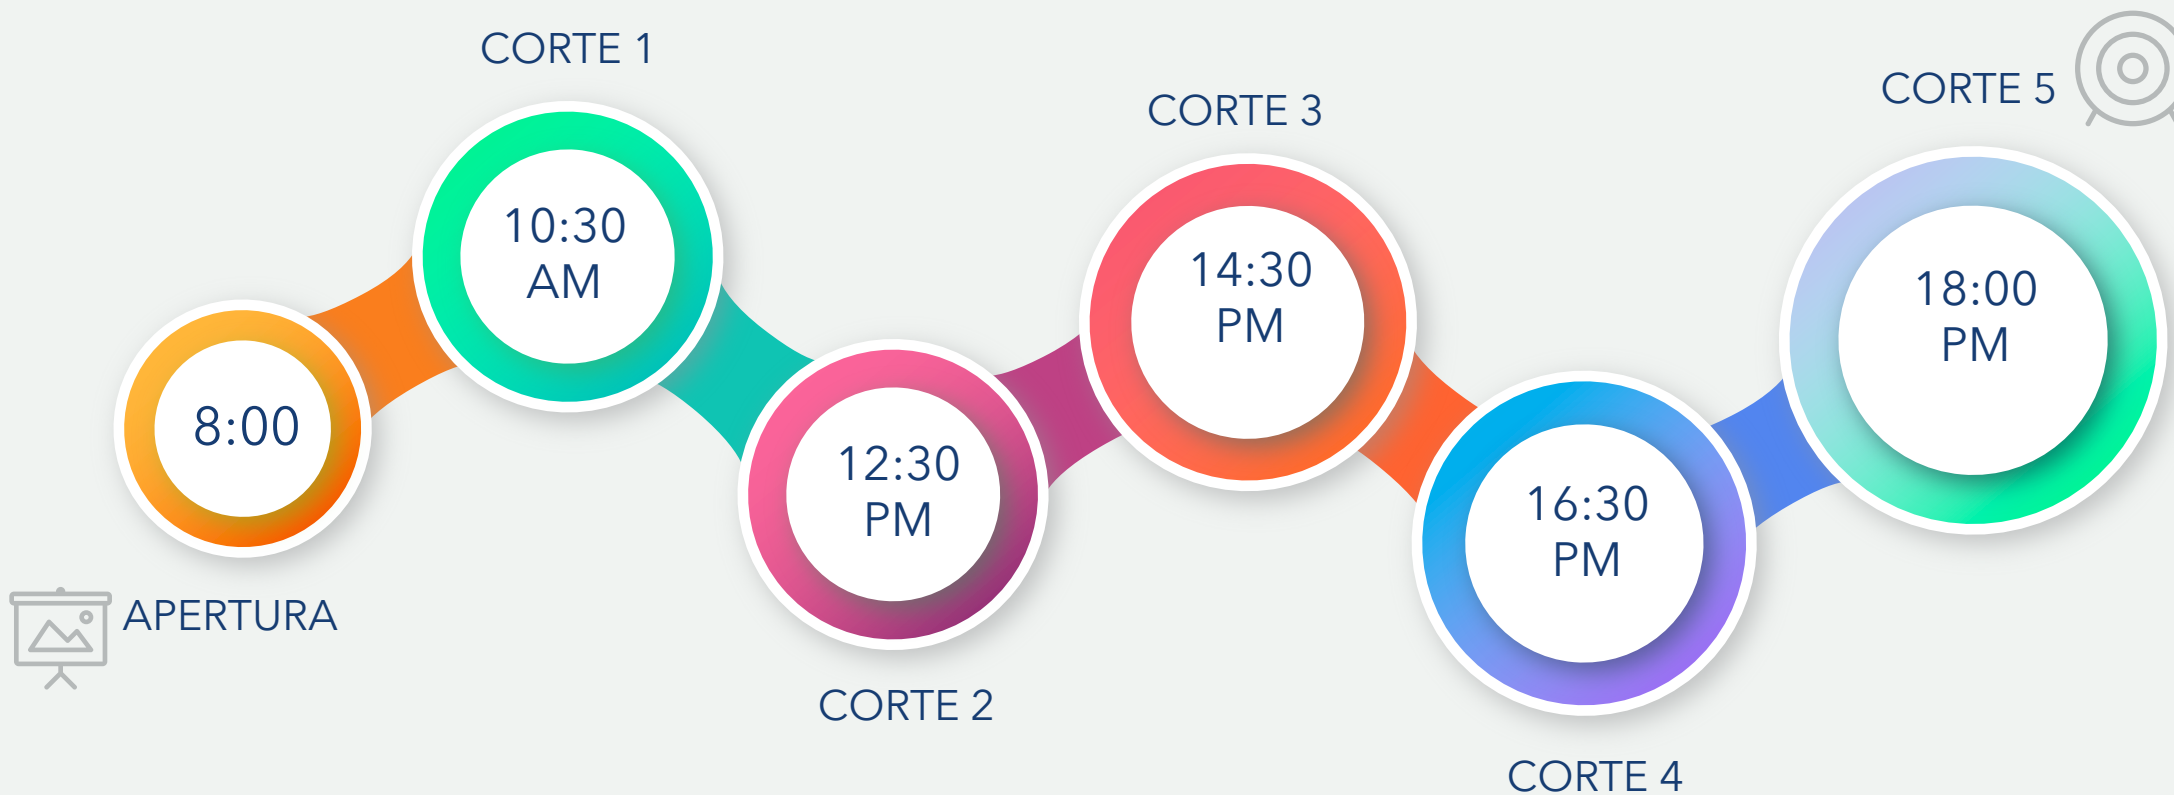 8:00
APERTURA
CORTE 1
10:30
AM
12:30
PM
CORTE 2
CORTE 3
14:30
PM
16:30
PM
CORTE 4
CORTE 5
18:00
PM